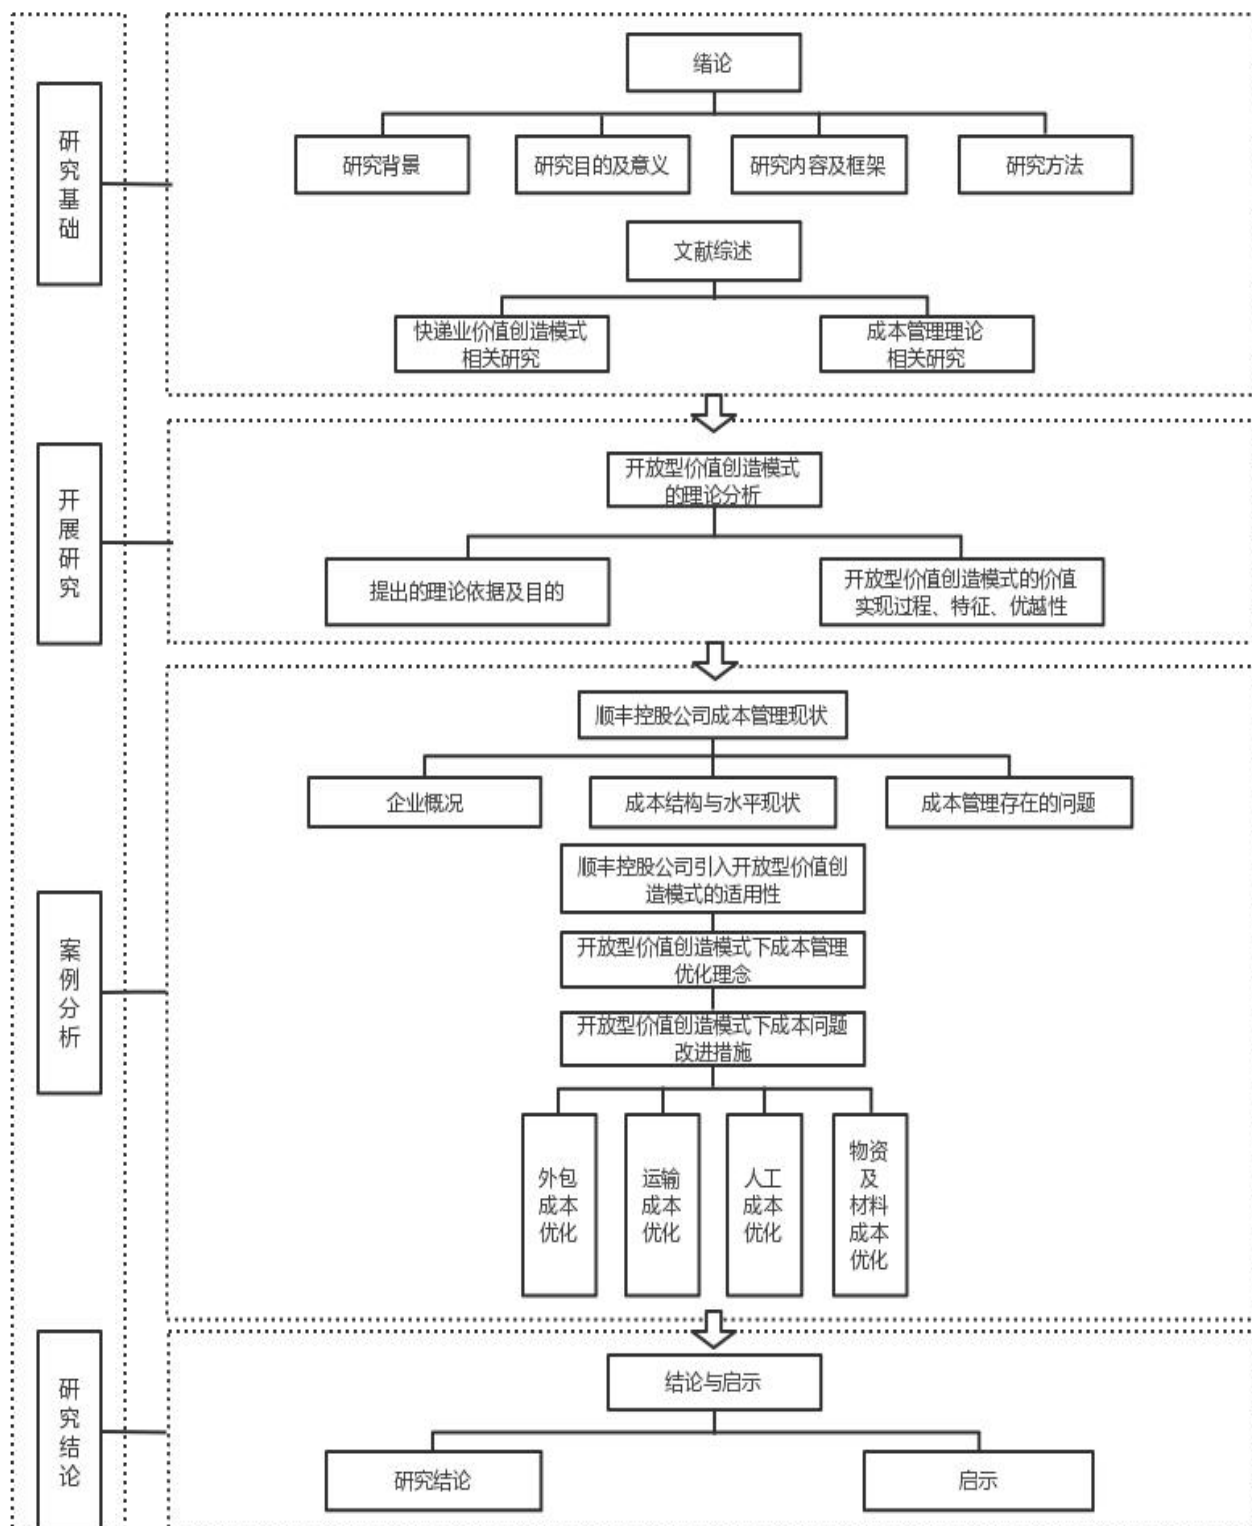 研究基础
绪论
研究背景
研究目的及意义
研究内容及框架
研究方法
文献综述
快递业价值创造模式
相关研究
成本管理理论
相关研究
开展研究
开放型价值创造模式
的理论分析
提出的理论依据及目的
开放型价值创造模式的价值
实现过程、特征、优越性
案例分析
顺丰控股公司成本管理现状
企业概况
成本结构与水平现状
成本管理存在的问题
顺丰控股公司引入开放型价值创
造模式的适用性
开放型价值创造模式下成本管理
优化理念
开放型价值创造模式下成本问题
改进措施
外包
成本
优化
运输
成本
优化
人工
成本
优化
物资
及
材料
成本
优化
研究结论
结论与启示
研究结论
启示